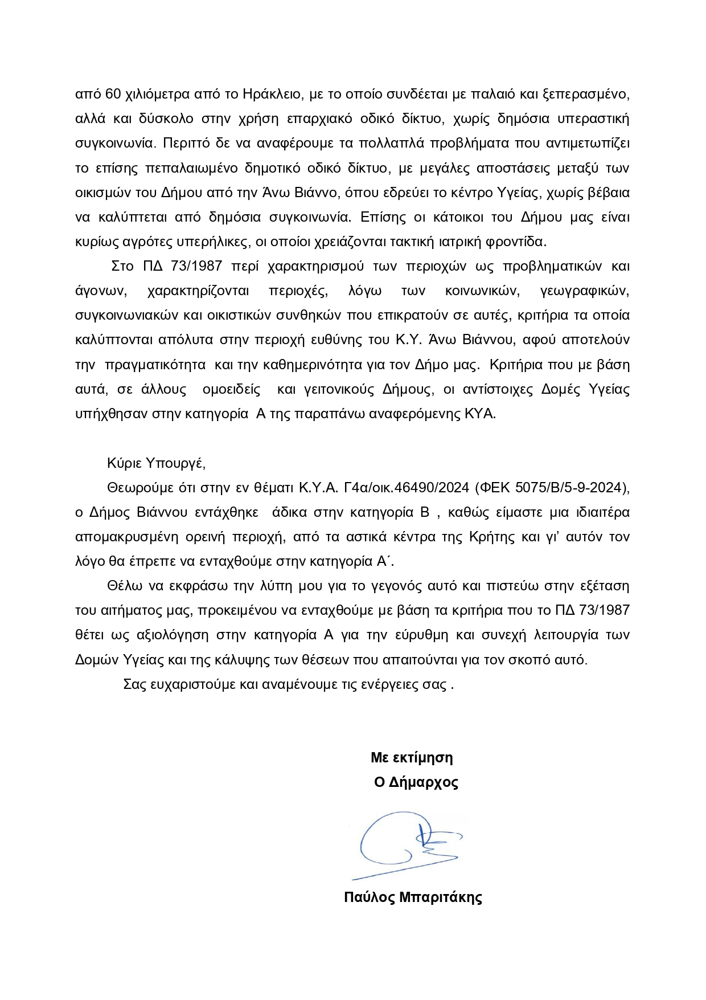 από 60 χιλιόμετρα από το Ηράκλειο, με το οποίο συνδέεται με παλαιό και ξεπερασμένο,
αλλά και δύσκολο στην χρήση επαρχιακό οδικό δίκτυο, χωρίς δημόσια υπεραστική
συγκοινωνία. Περιττό δε να αναφέρουμε τα πολλαπλά προβλήματα που αντιμετωπίζει
το επίσης πεπαλαιωμένο δημοτικό οδικό δίκτυο, με μεγάλες αποστάσεις μεταξύ των
οικισμών του Δήμου από την Άνω Βιάννο, όπου εδρεύει το κέντρο Υγείας, χωρίς βέβαια
να καλύπτεται από δημόσια συγκοινωνία. Επίσης οι κάτοικοι του Δήμου μας είναι
κυρίως αγρότες υπερήλικες, οι οποίοι χρειάζονται τακτική ιατρική φροντίδα.
Στο ΠΔ 73/1987 περί χαρακτηρισμού των περιοχών ως προβληματικών και
άγονων, χαρακτηρίζονται περιοχές, λόγω των κοινωνικών, γεωγραφικών,
συγκοινωνιακών και οικιστικών συνθηκών που επικρατούν σε αυτές, κριτήρια τα οποία
καλύπτονται απόλυτα στην περιοχή ευθύνης του Κ.Υ. Άνω Βιάννου, αφού αποτελούν
την πραγματικότητα και την καθημερινότητα για τον Δήμο μας. Κριτήρια που με βάση
αυτά, σε άλλους ομοειδείς και γειτονικούς Δήμους, οι αντίστοιχες Δομές Υγείας
υπήχθησαν στην κατηγορία Α της παραπάνω αναφερόμενης ΚΥΑ.
Κύριε Υπουργέ,
Θεωρούμε ότι στην εν θέματι Κ.Υ.Α. Γ4α/οικ.46490/2024 (ΦΕΚ 5075/Β/5-9-2024),
ο Δήμος Βιάννου εντάχθηκε άδικα στην κατηγορία Β , καθώς είμαστε μια ιδιαιτέρα
απομακρυσμένη ορεινή περιοχή, από τα αστικά κέντρα της Κρήτης και γι’ αυτόν τον
λόγο θα έπρεπε να ενταχθούμε στην κατηγορία Α΄.
Θέλω να εκφράσω την λύπη μου για το γεγονός αυτό και πιστεύω στην εξέταση
του αιτήματος μας, προκειμένου να ενταχθούμε με βάση τα κριτήρια που το ΠΔ 73/1987
θέτει ως αξιολόγηση στην κατηγορία Α για την εύρυθμη και συνεχή λειτουργία των
Δομών Υγείας και της κάλυψης των θέσεων που απαιτούνται για τον σκοπό αυτό.
Σας ευχαριστούμε και αναμένουμε τις ενέργειες σας .
Με εκτίμηση
Ο Δήμαρχος
Παύλος Μπαριτάκης